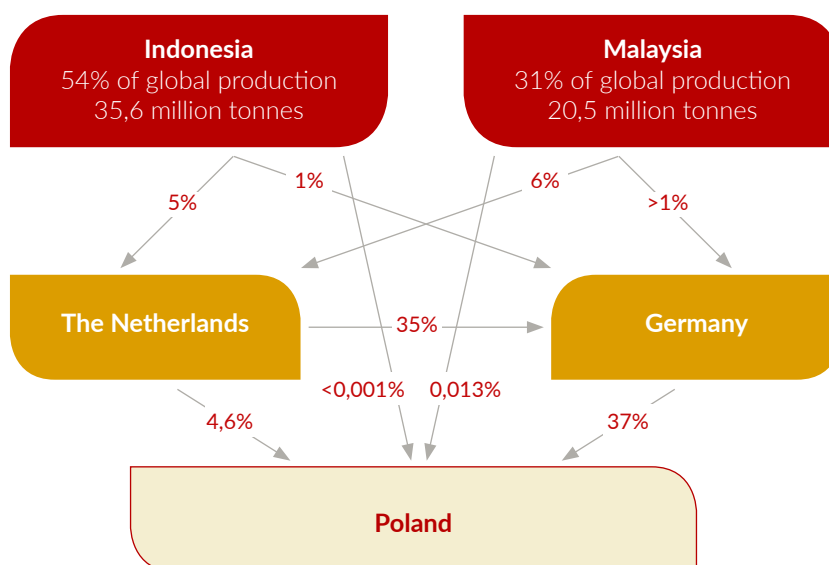 Indonesia
54% of global production
35,6 million tonnes
Malaysia
31% of global production
20,5 million tonnes
5%
1%
6%
>1%
The Netherlands
35%
Germany
<0,001%
0,013%
4,6%
37%
Poland